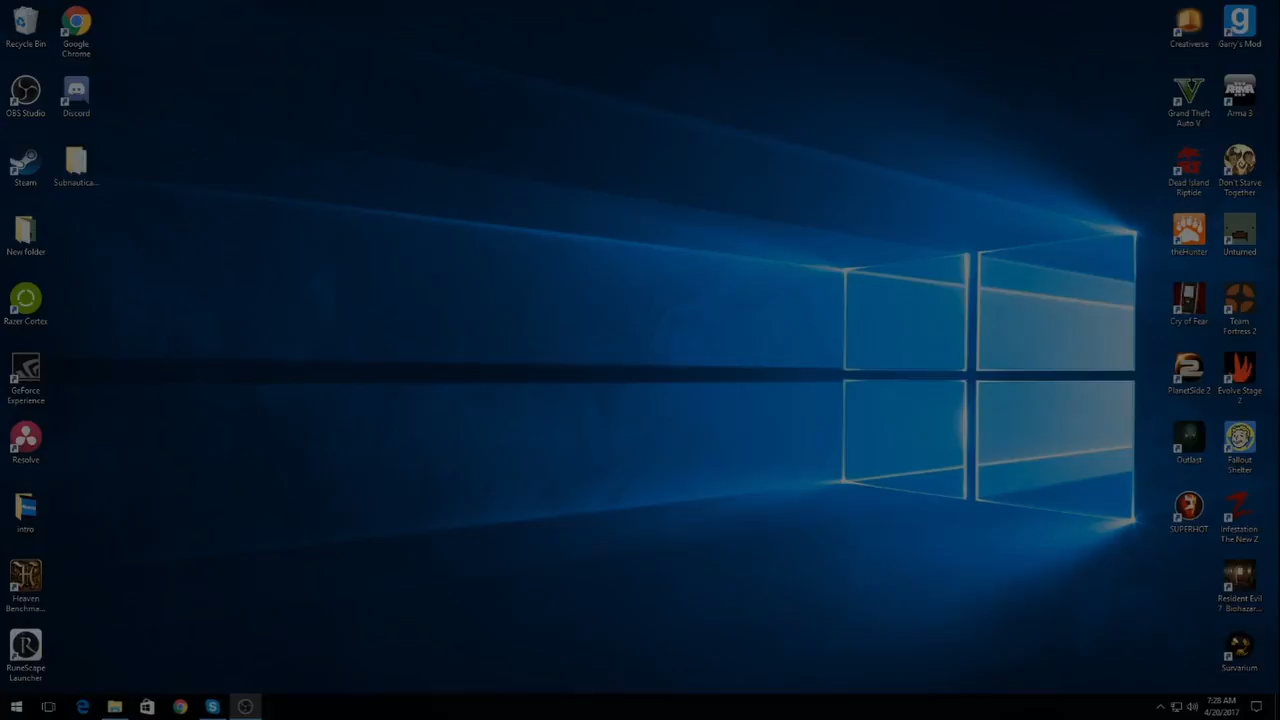 Recycle Bin
Google
Chrome
OBS Studio
Discord
Steam
Subnautica...
New folder
Razer Cortex
GeForce
Experience
Resolve
intro
Heaven
Benchme...
RuneScape
Launcher
Creativerse
Garry's Mod
Grand Theft
Auto V
Arma 3
Dead Island
Riptide
Don't Starve
Together
theHunter
Unturned
Cry of Fear
Team
Fortress 2
PlanetSide 2
Evolve Stage
2
Outlast
Fallout
Shelter
SUPERHOT
Infestation
The New Z
Resident Evil
7 Biohazar...
Survarium
7:28 AM
4/20/2017